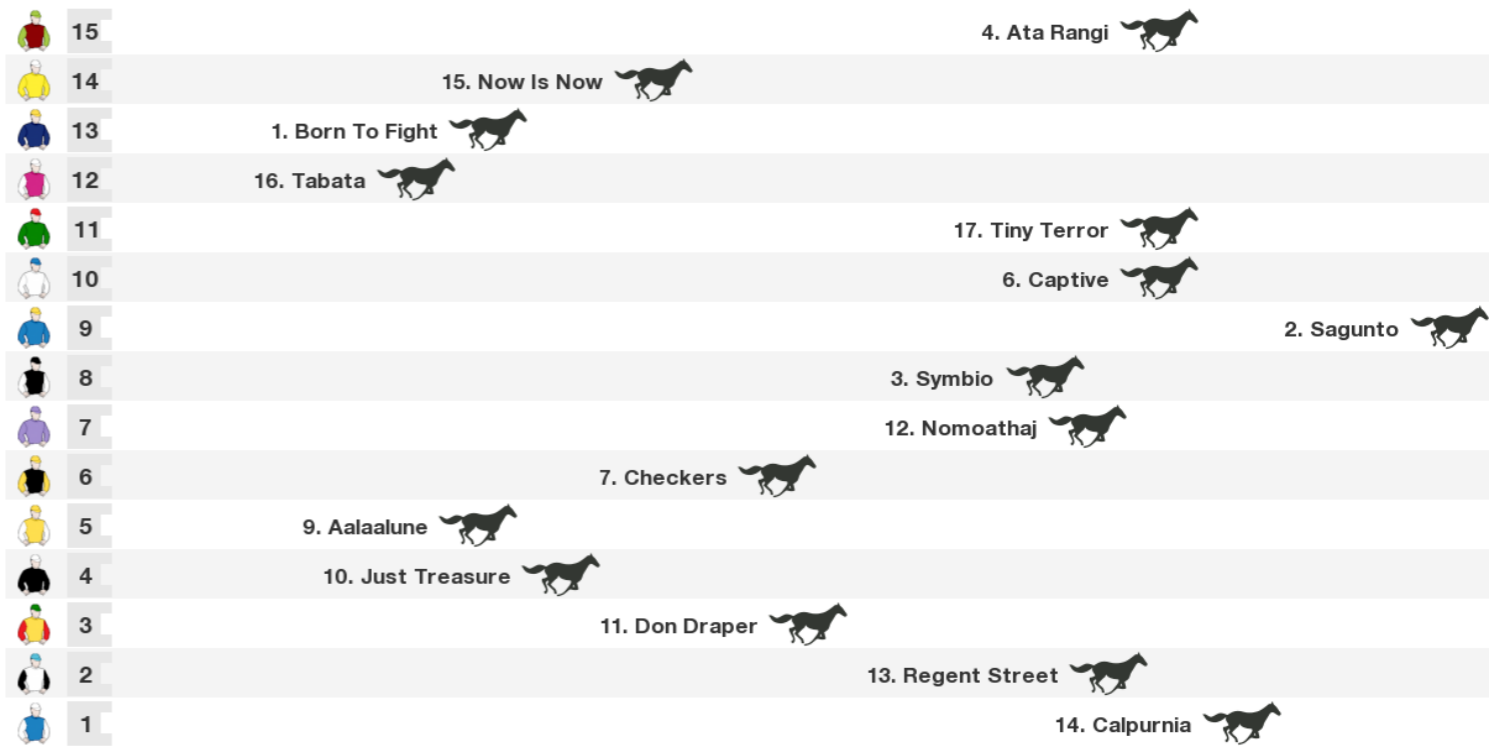 15 4. Ata Rangi
14 15. Now Is Now
13 1. Born To Fight
12 16. Tabata
11 17. Tiny Terror
10 6. Captive
9 2. Sagunto
8 3. Symbio
7 12. Nomoathaj
6 7. Checkers
5 9. Aalaalune
4 10. Just Treasure
3 11. Don Draper
2 13. Regent Street
1 14. Calpurnia